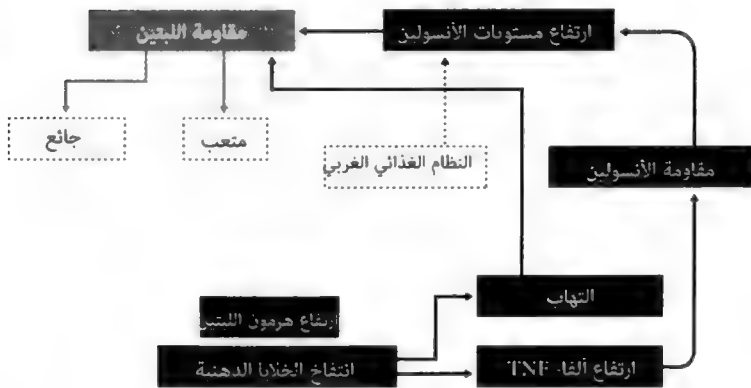 ارتفاع مستويات الأنسولين
مقاومة اللبتين
جائع
متعب
النظام الغذائي الغربي
مقاومة الأنسولين
التهاب
ارتفاع هرمون اللبتين
انتفاخ الخلايا الدهنية
ارتفاع ألفا- TNF